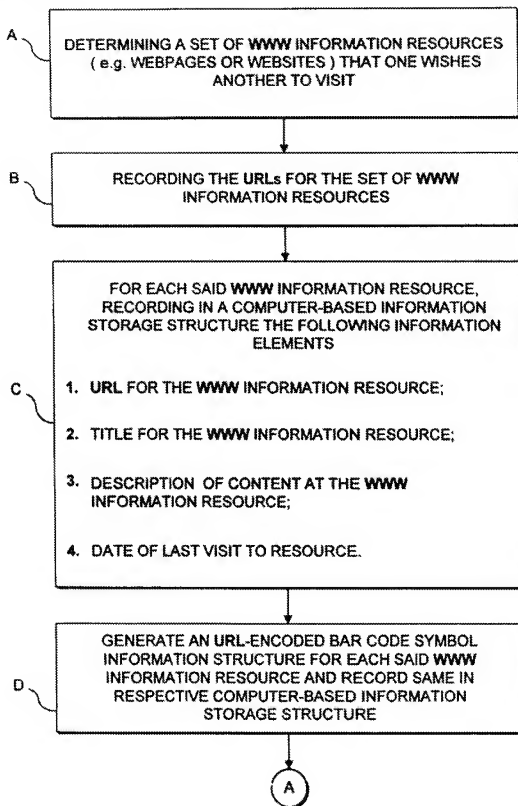 A
DETERMINING A SET OF WWW INFORMATION RESOURCES
( e.g. WEBPAGES OR WEBSITES ) THAT ONE WISHES
ANOTHER TO VISIT
B
RECORDING THE URLs FOR THE SET OF WWW
INFORMATION RESOURCES
FOR EACH SAID WWW INFORMATION RESOURCE,
RECORDING IN A COMPUTER-BASED INFORMATION
STORAGE STRUCTURE THE FOLLOWING INFORMATION
ELEMENTS
C
1. URL FOR THE WWW INFORMATION RESOURCE;
2. TITLE FOR THE WWW INFORMATION RESOURCE;
3. DESCRIPTION OF CONTENT AT THE WWW
INFORMATION RESOURCE;
4. DATE OF LAST VISIT TO RESOURCE.
D
GENERATE AN URL-ENCODED BAR CODE SYMBOL
INFORMATION STRUCTURE FOR EACH SAID WWW
INFORMATION RESOURCE AND RECORD SAME IN
RESPECTIVE COMPUTER-BASED INFORMATION
STORAGE STRUCTURE
A